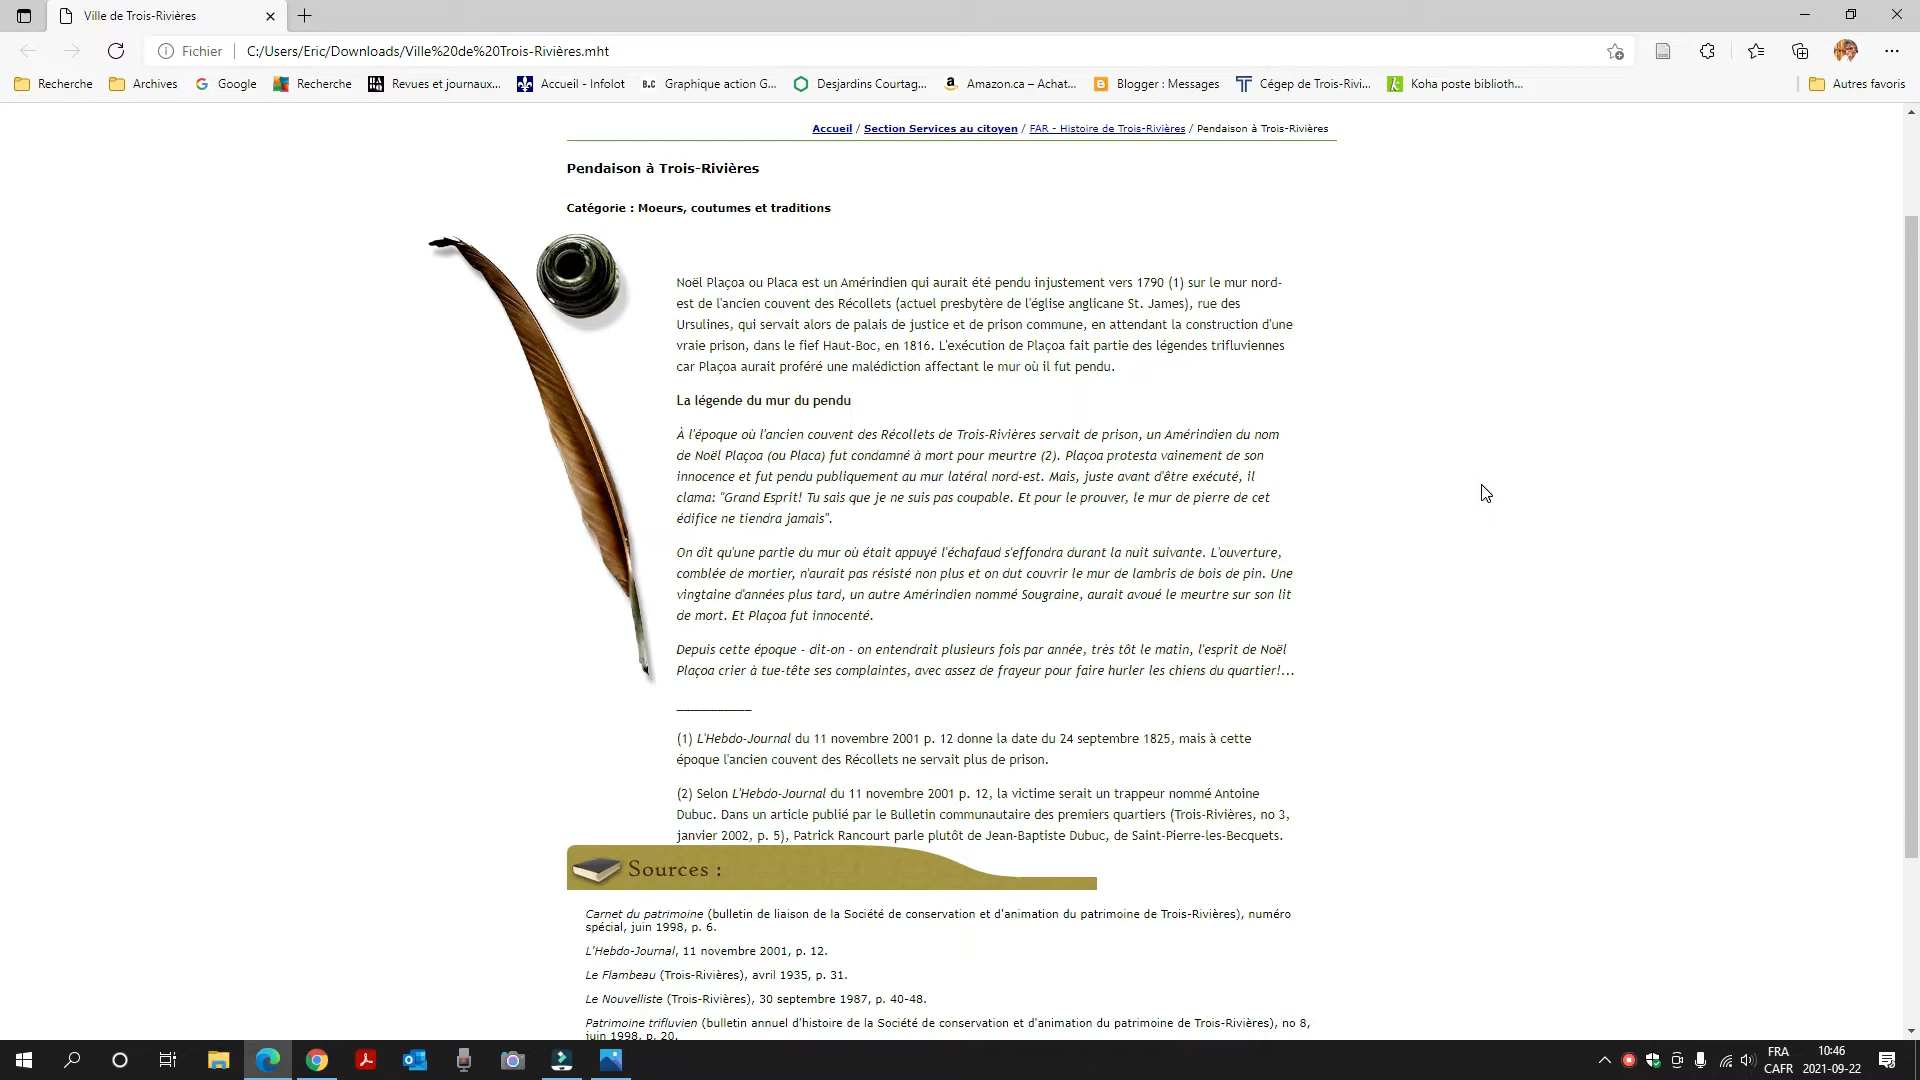 Ville de Trois-Rivières
Fichier C:/Users/Eric/Downloads/Ville%20de%20Trois-Rivières.mht
Recherche Archives Google Recherche Revues et journaux... Accueil - Infolot Graphique action G... Desjardins Courtag... Amazon.ca – Achat... Blogger : Messages Cégep de Trois-Rivi... Koha poste biblioth... Autres favoris
Accueil / Section Services au citoyen / FAR - Histoire de Trois-Rivières / Pendaison à Trois-Rivières
Pendaison à Trois-Rivières
Catégorie : Moeurs, coutumes et traditions
Noël Plaçoa ou Placa est un Amérindien qui aurait été pendu injustement vers 1790 (1) sur le mur nord-
est de l'ancien couvent des Récollets (actuel presbytère de l'église anglicane St. James), rue des
Ursulines, qui servait alors de palais de justice et de prison commune, en attendant la construction d'une
vraie prison, dans le fief Haut-Boc, en 1816. L'exécution de Plaçoa fait partie des légendes trifluviennes
car Plaçoa aurait proféré une malédiction affectant le mur où il fut pendu.
La légende du mur du pendu
À l'époque où l'ancien couvent des Récollets de Trois-Rivières servait de prison, un Amérindien du nom
de Noël Plaçoa (ou Placa) fut condamné à mort pour meurtre (2). Plaçoa protesta vainement de son
innocence et fut pendu publiquement au mur latéral nord-est. Mais, juste avant d'être exécuté, il
clama: "Grand Esprit! Tu sais que je ne suis pas coupable. Et pour le prouver, le mur de pierre de cet
édifice ne tiendra jamais".
On dit qu'une partie du mur où était appuyé l'échafaud s'effondra durant la nuit suivante. L'ouverture,
comblée de mortier, n'aurait pas résisté non plus et on dut couvrir le mur de lambris de bois de pin. Une
vingtaine d'années plus tard, un autre Amérindien nommé Sougraine, aurait avoué le meurtre sur son lit
de mort. Et Plaçoa fut innocenté.
Depuis cette époque - dit-on - on entendrait plusieurs fois par année, très tôt le matin, l'esprit de Noël
Plaçoa crier à tue-tête ses complaintes, avec assez de frayeur pour faire hurler les chiens du quartier!...
___________
(1) L'Hebdo-Journal du 11 novembre 2001 p. 12 donne la date du 24 septembre 1825, mais à cette
époque l'ancien couvent des Récollets ne servait plus de prison.
(2) Selon L'Hebdo-Journal du 11 novembre 2001 p. 12, la victime serait un trappeur nommé Antoine
Dubuc. Dans un article publié par le Bulletin communautaire des premiers quartiers (Trois-Rivières, no 3,
janvier 2002, p. 5), Patrick Rancourt parle plutôt de Jean-Baptiste Dubuc, de Saint-Pierre-les-Becquets.
Sources :
Carnet du patrimoine (bulletin de liaison de la Société de conservation et d'animation du patrimoine de Trois-Rivières), numéro
spécial, juin 1998, p. 6.
L'Hebdo-Journal, 11 novembre 2001, p. 12.
Le Flambeau (Trois-Rivières), avril 1935, p. 31.
Le Nouvelliste (Trois-Rivières), 30 septembre 1987, p. 40-48.
Patrimoine trifluvien (bulletin annuel d'histoire de la Société de conservation et d'animation du patrimoine de Trois-Rivières), no 8,
juin 1998, p. 20.
FRA 10:46
CAFR 2021-09-22